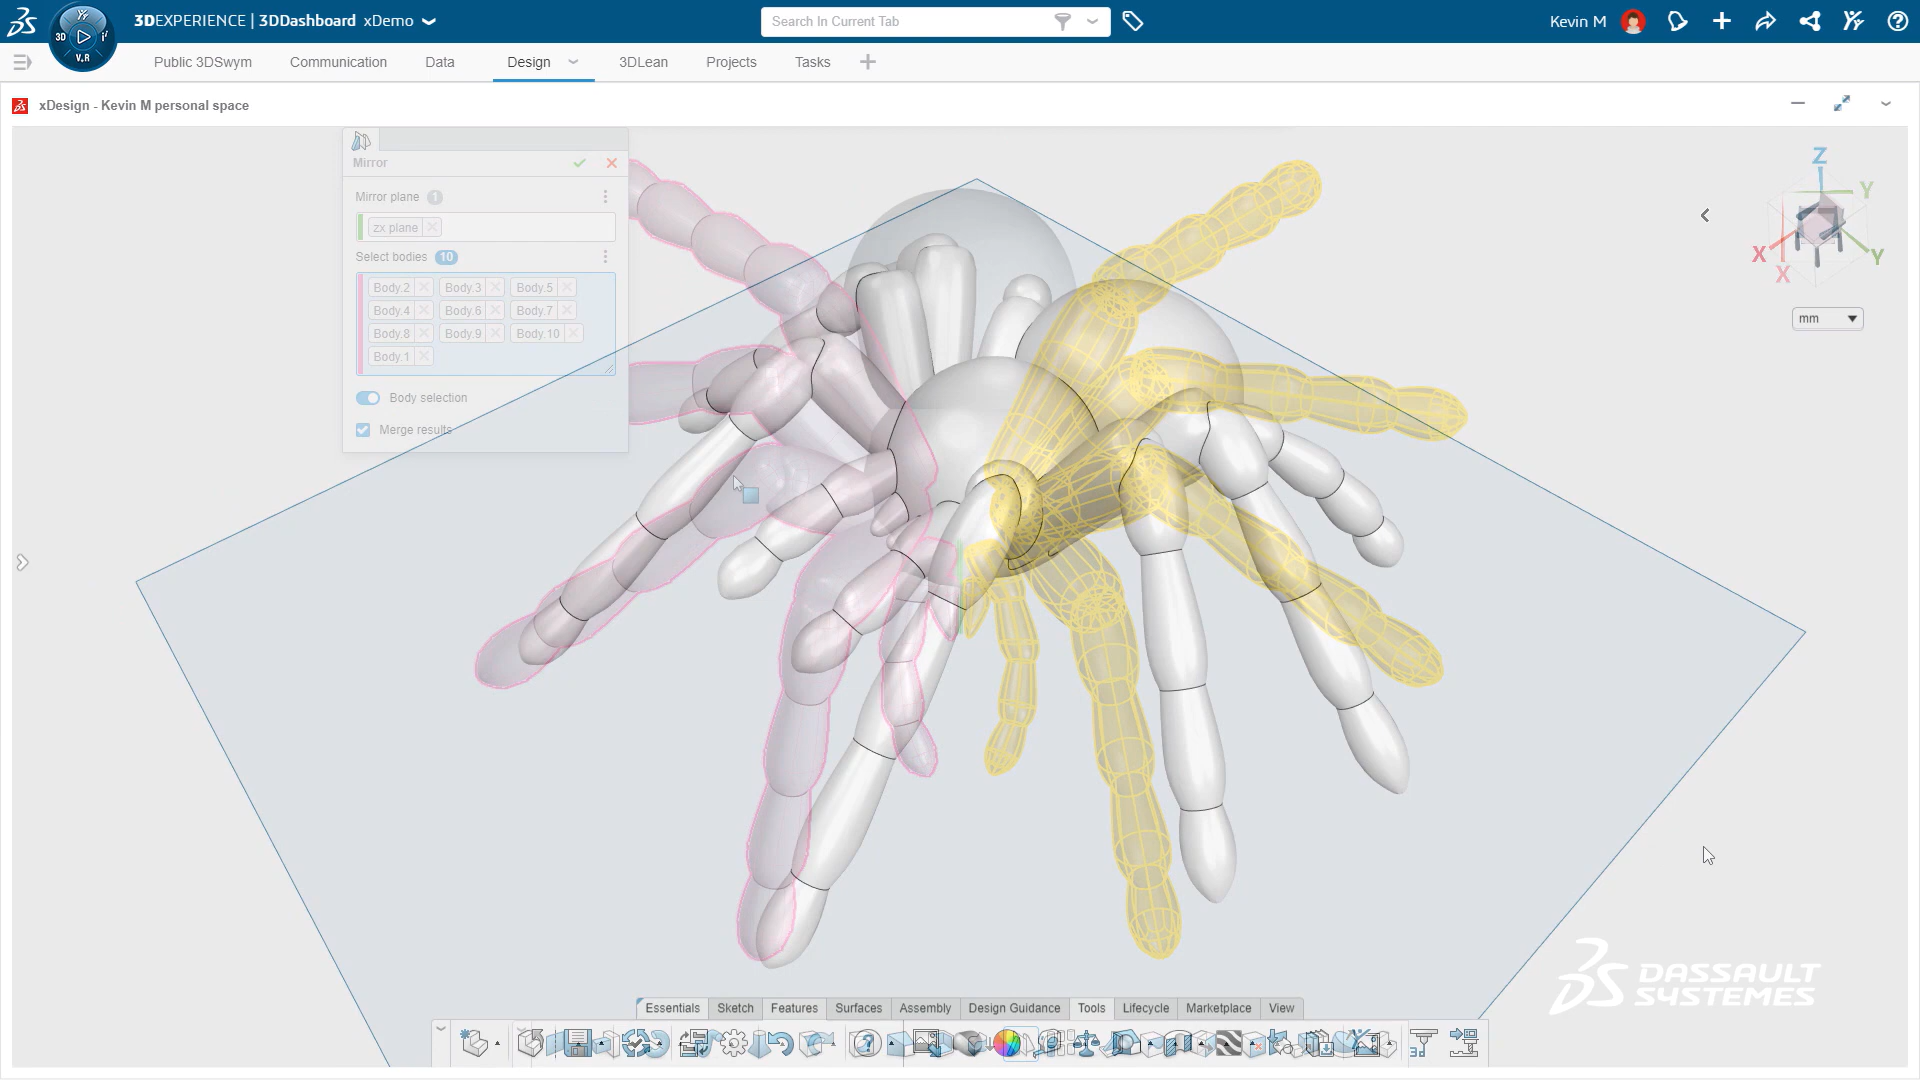 3DEXPERIENCE | 3DDashboard xDemo
3D
V.R
Search In Current Tab
Kevin M
Public 3DSwym
Communication
Data
Design
3DLean
Projects
Tasks
xDesign - Kevin M personal space
Mirror
Mirror plane 1
zx plane
Select bodies 10
Body.2 Body.3 Body.5
Body.4 Body.6 Body.7
Body.8 Body.9 Body.10
Body.1
Body selection
Merge results
Z
Y
X
Y
X
mm
DASSAULT
SYSTEMES
Essentials
Sketch
Features
Surfaces
Assembly
Design Guidance
Tools
Lifecycle
Marketplace
View